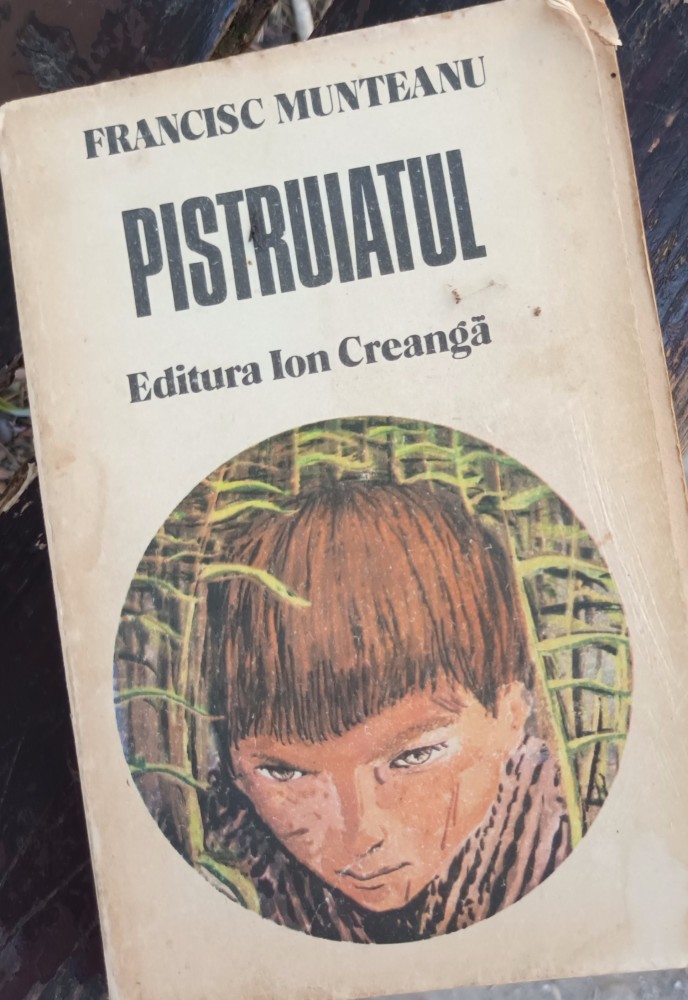 FRANCISC MUNTEANU
PISTRUIATUL
Editura Ion Creangă